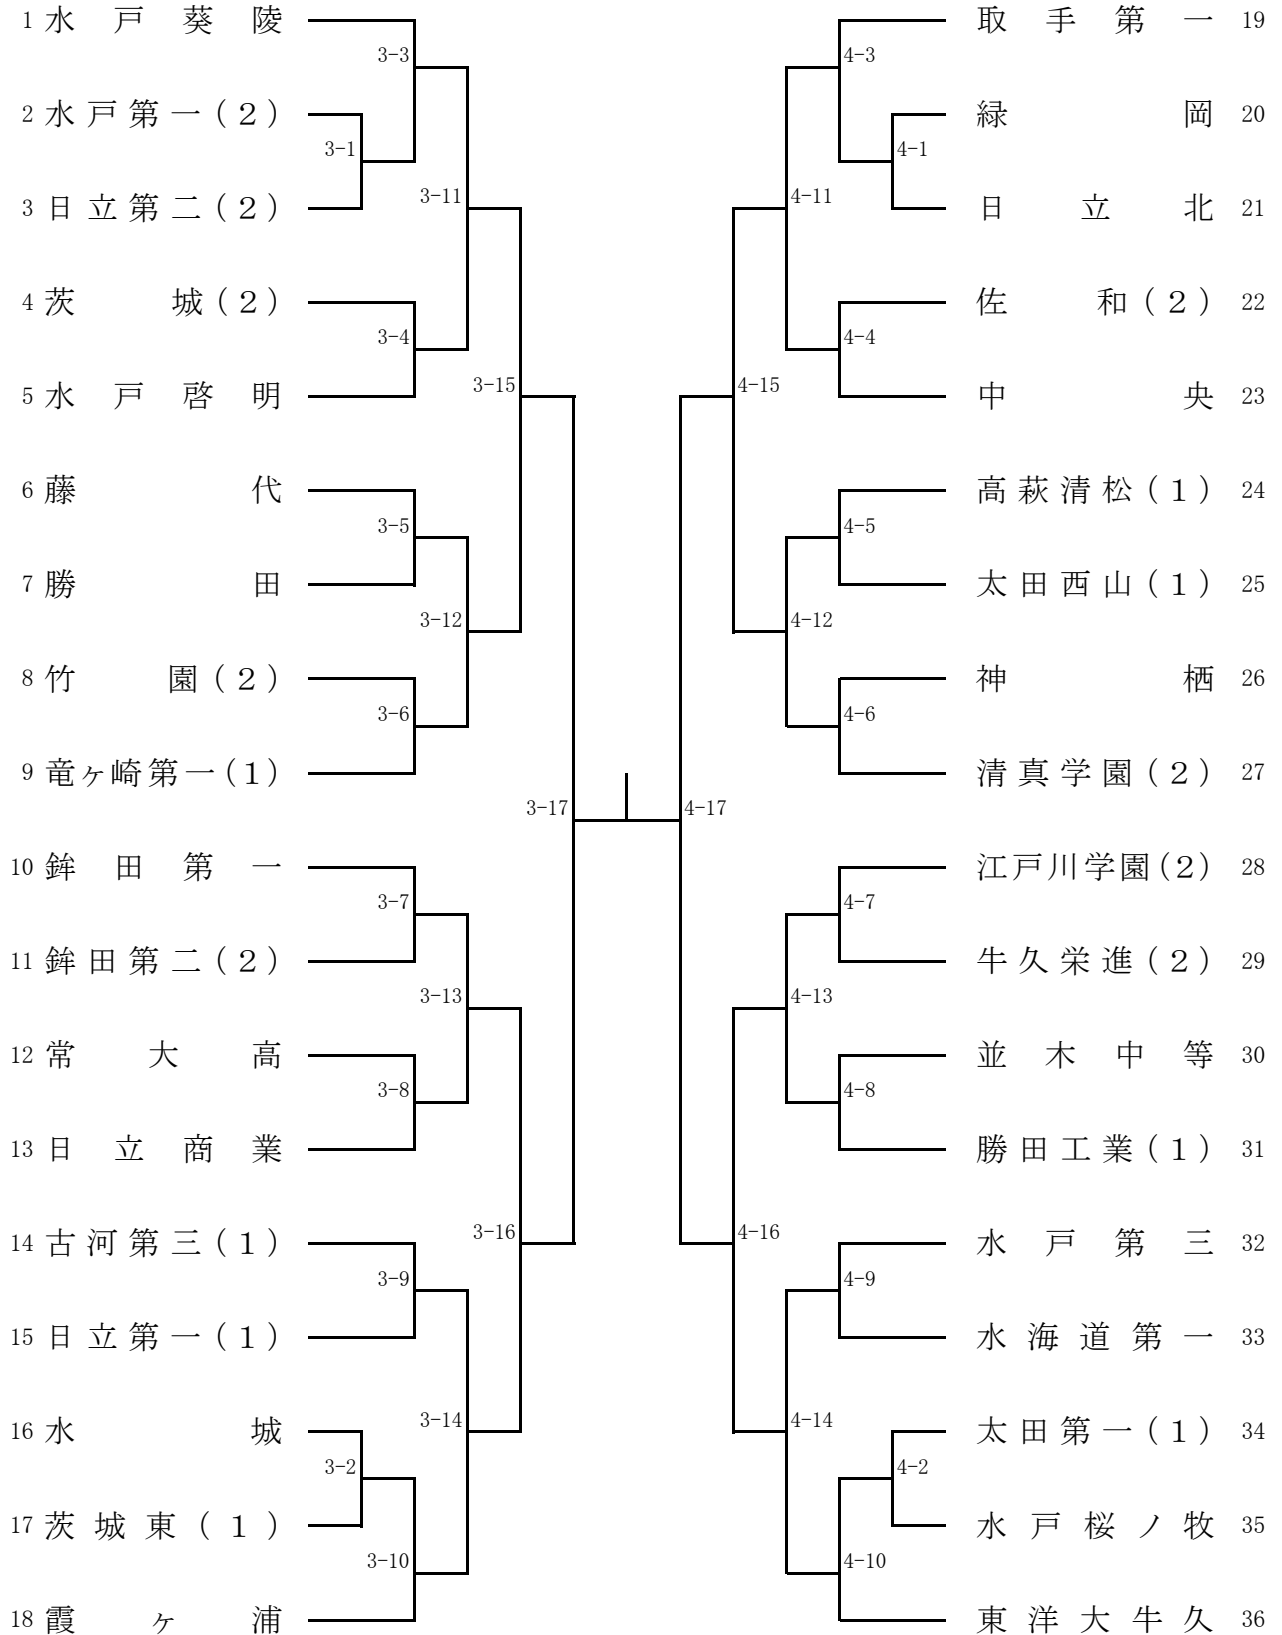 1 水戸葵陵
3-3
2 水戸第一(2)
3-1
3 日立第二(2)
3-11
4 茨城(2)
3-4
5 水戸啓明
3-15
6 藤代
3-5
7 勝田
3-12
8 竹園(2)
3-6
9 竜ヶ崎第一(1)
3-17
10 鉾田第一
3-7
11 鉾田第二(2)
3-13
12 常大高
3-8
13 日立商業
3-16
14 古河第三(1)
3-9
15 日立第一(1)
3-14
16 水城
3-2
17 茨城東(1)
3-10
18 霞ヶ浦
取手第一 19
4-3
緑岡 20
4-1
日立北 21
4-11
佐和(2) 22
4-4
中央 23
4-15
高萩清松(1) 24
4-5
太田西山(1) 25
4-12
神栖 26
4-6
清真学園(2) 27
4-17
江戸川学園(2) 28
4-7
牛久栄進(2) 29
4-13
並木中等 30
4-8
勝田工業(1) 31
4-16
水戸第三 32
4-9
水海道第一 33
4-14
太田第一(1) 34
4-2
水戸桜ノ牧 35
4-10
東洋大牛久 36